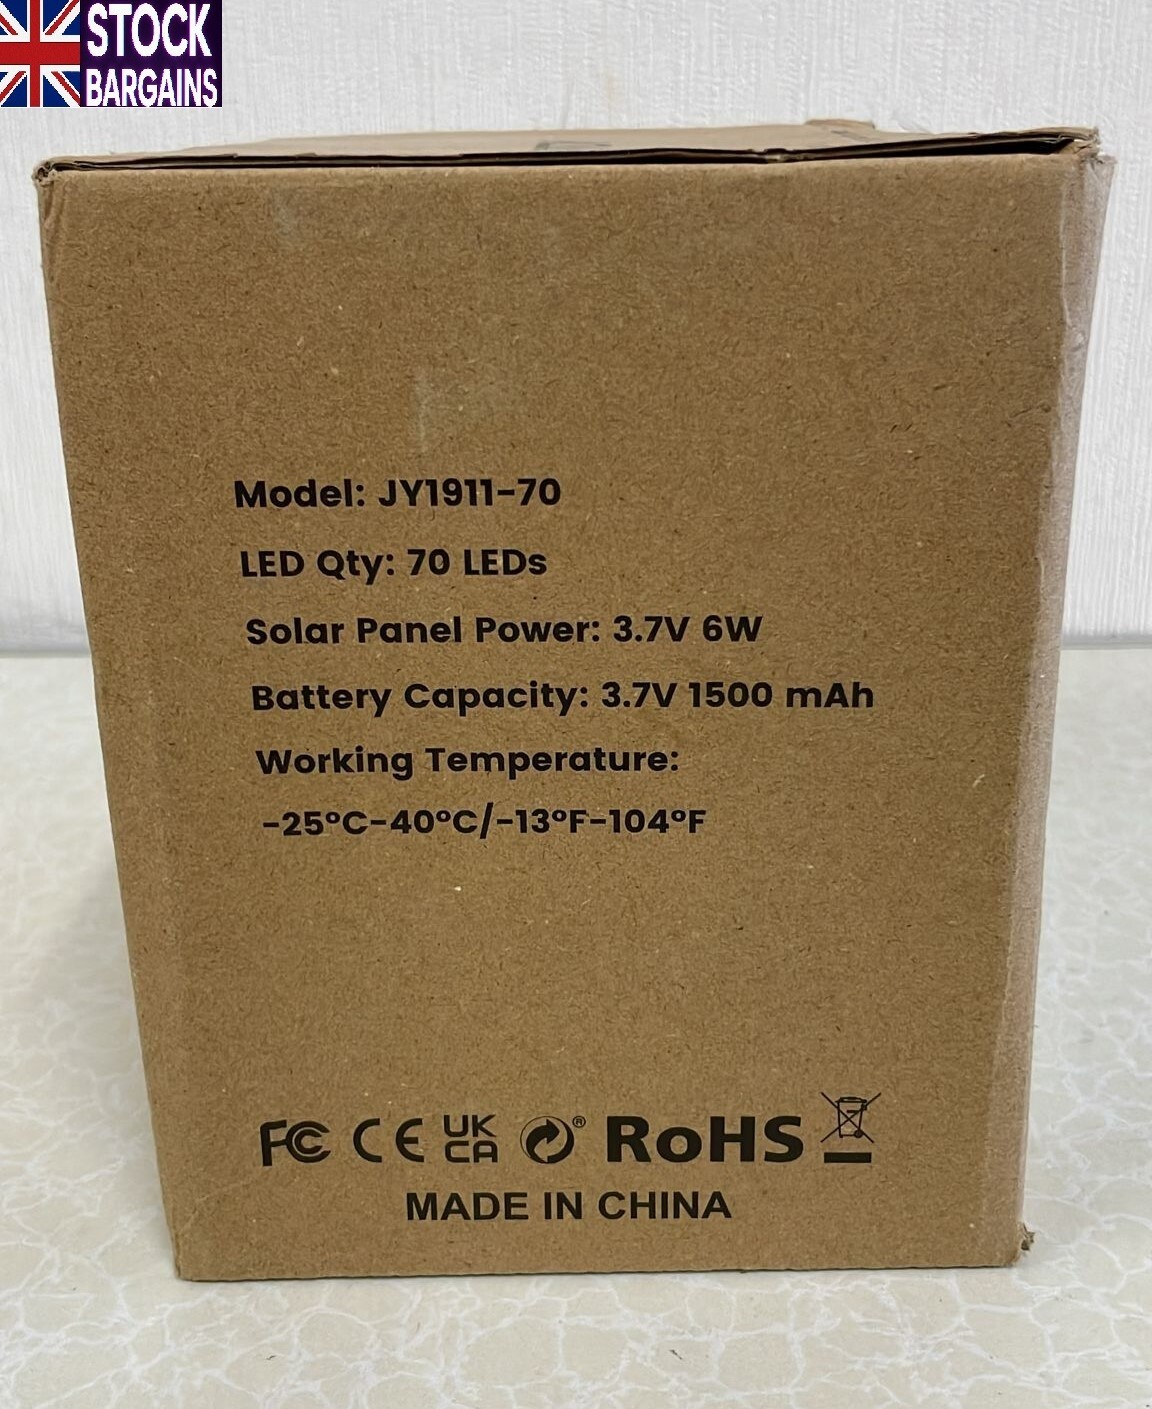 STOCK
BARGAINS
Model: JY1911-70
LED Qty: 70 LEDs
Solar Panel Power: 3.7V 6W
Battery Capacity: 3.7V 1500 mAh
Working Temperature:
-25°C-40°C/-13°F-104°F
FC CE UK CA ® RoHS
MADE IN CHINA